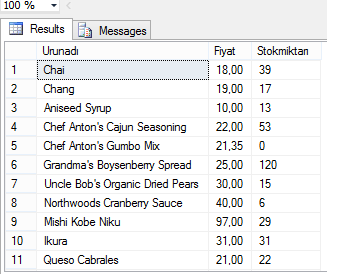 100 %
Results Messages
Urunadı Fiyat Stokmiktarı
1 Chai 18,00 39
2 Chang 19,00 17
3 Aniseed Syrup 10,00 13
4 Chef Anton's Cajun Seasoning 22,00 53
5 Chef Anton's Gumbo Mix 21,35 0
6 Grandma's Boysenberry Spread 25,00 120
7 Uncle Bob's Organic Dried Pears 30,00 15
8 Northwoods Cranberry Sauce 40,00 6
9 Mishi Kobe Niku 97,00 29
10 Ikura 31,00 31
11 Queso Cabrales 21,00 22